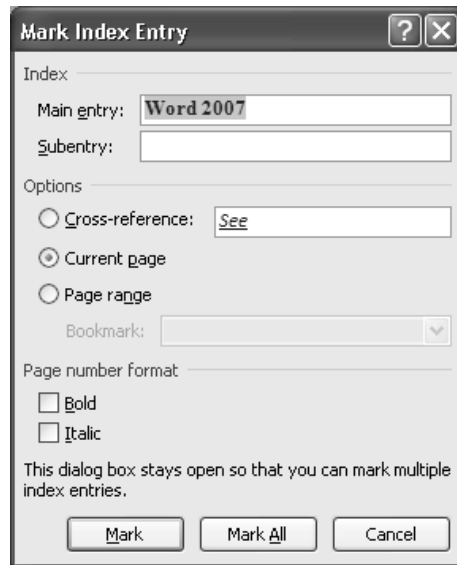 Mark Index Entry
Index
Main entry: Word 2007
Subentry:
Options
Cross-reference: See
Current page
Page range
Bookmark:
Page number format
Bold
Italic
This dialog box stays open so that you can mark multiple
index entries.
Mark Mark All Cancel